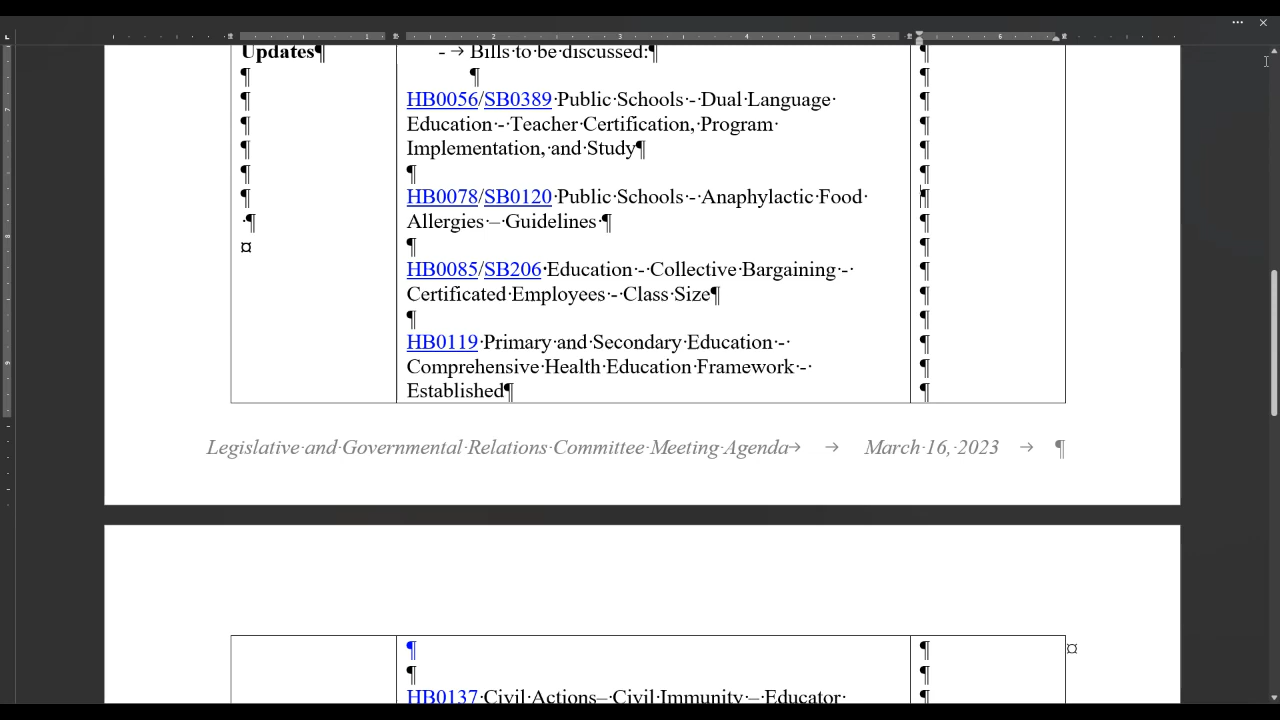 Updates¶
- → Bills·to·be·discussed:¶
HB0056/SB0389·Public·Schools·-·Dual·Language·
Education·-·Teacher·Certification,·Program·
Implementation,·and·Study¶
HB0078/SB0120·Public·Schools·-·Anaphylactic·Food·
Allergies·–·Guidelines·¶
HB0085/SB206·Education·-·Collective·Bargaining·-·
Certificated·Employees·-·Class·Size¶
HB0119·Primary·and·Secondary·Education·-·
Comprehensive·Health·Education·Framework·-·
Established¶
Legislative·and·Governmental·Relations·Committee·Meeting·Agenda→ → March·16,·2023 → ¶
HB0137·Civil·Actions–·Civil·Immunity·–·Educator·